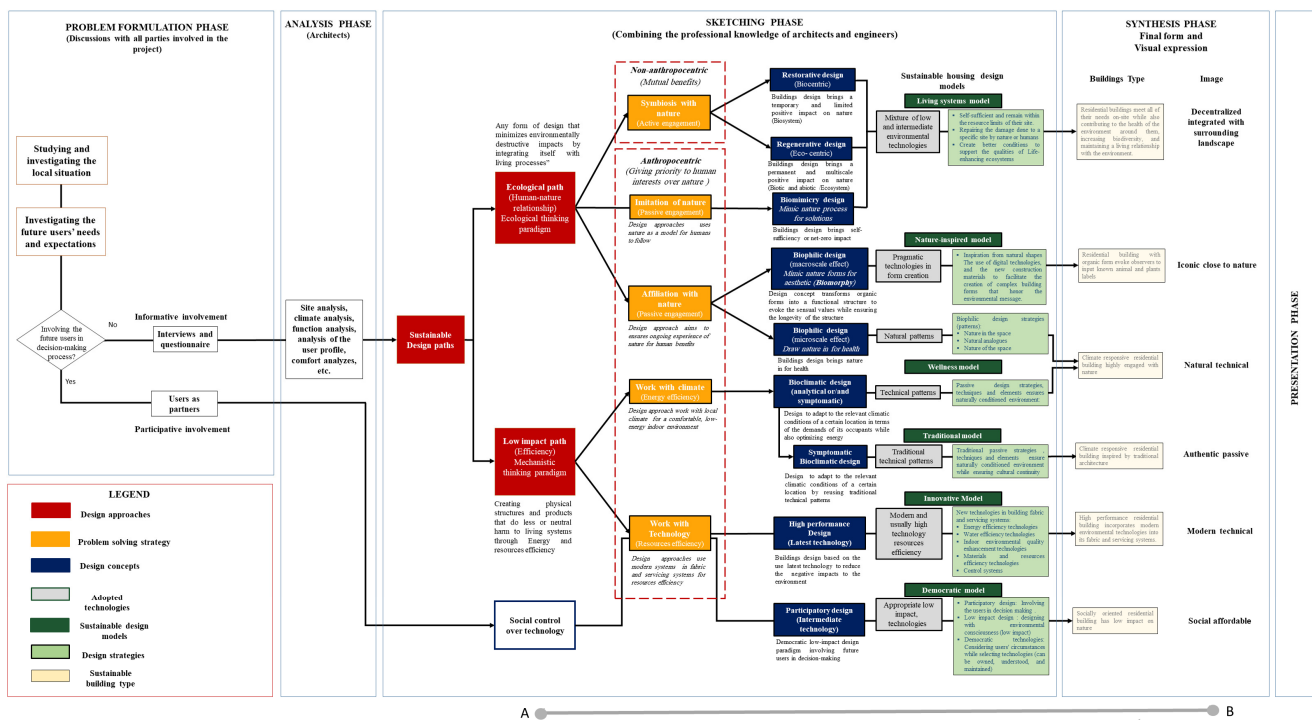 PROBLEM FORMULATION PHASE
(Discussions with all parties involved in the
project)
Studying and
investigating the
local situation
Investigating the
future users' needs
and expectations
Involving the
future users in
decision-making
process?
No
Yes
Informative involvement
Interviews and
questionnaire
Users as
partners
Participative involvement
LEGEND
Design approaches
Problem solving strategy
Design concepts
Adopted
technologies
Sustainable
design models
Design strategies
Sustainable
building type
ANALYSIS PHASE
(Architects)
Site analysis,
climate analysis,
function analysis,
analysis of the
user profile,
comfort analyzes,
etc.
SKETCHING PHASE
(Combining the professional knowledge of architects and engineers)
Sustainable
Design paths
Any form of design that
minimizes environmentally
destructive impacts by
integrating itself with
living processes"
Ecological path
(Human-nature
relationship)
Ecological thinking
paradigm
Low impact path
(Efficiency)
Mechanistic
thinking paradigm
Creating physical
structures and products
that do less or neutral
harm to living systems
through Energy and
resources efficiency
Social control
over technology
Non-anthropocentric
(Mutual benefits)
Symbiosis with
nature
(Active engagement)
Anthropocentric
(Giving priority to human
interests over nature )
Imitation of nature
(Passive engagement)
Design approaches uses
nature as a model for humans
to follow
Affiliation with
nature
(Passive engagement)
Design approach aims to
ensures ongoing experience of
nature for human benefits
Work with climate
(Energy efficiency)
Design approach work with local
climate for a comfortable, low-
energy indoor environment
Work with
Technology
(Resources efficiency)
Design approaches use
modern systems in fabric
and servicing systems for
resources efficiency
Restorative design
(Biocentric)
Buildings design brings a
temporary and limited
positive impact on nature
(Biosystem)
Regenerative design
(Eco- centric)
Buildings design brings a
permanent and multiscale
positive impact on nature
(Biotic and abiotic /Ecosystem)
Biomimicry design
Mimic nature process
for solutions
Buildings design brings self-
sufficiency or net-zero impact
Biophilic design
(macroscale effect)
Mimic nature forms for
aesthetic (Biomorphy)
Design concept transforms organic
forms into a functional structure to
evoke the sensual values while ensuring
the longevity of the structure
Biophilic design
(microscale effect)
Draw nature in for health
Buildings design brings nature
in for health
Bioclimatic design
(analytical or/and
symptomatic)
Design to adapt to the relevant climatic
conditions of a certain location in terms
of the demands of its occupants while
also optimizing energy
Symptomatic
Bioclimatic design
Design to adapt to the relevant
climatic conditions of a certain
location by reusing traditional
technical patterns
High performance
Design
(Latest technology)
Buildings design based on the
use latest technology to reduce
the negative impacts to the
environment
Participatory design
(Intermediate
technology)
Democratic low-impact design
paradigm involving future
users in decision-making
Sustainable housing design
models
Living systems model
Mixture of low
and intermediate
environmental
technologies
• Self-sufficient and remain within
the resource limits of their site.
• Repairing the damage done to a
specific site by nature or humans
• Create better conditions to
support the qualities of Life-
enhancing ecosystems
Nature-inspired model
Pragmatic
technologies in
form creation
• Inspiration from natural shapes
The use of digital technologies,
and the new construction
materials to facilitate the
creation of complex building
forms that honor the
environmental message.
Natural patterns
Biophilic design strategies
(patterns)
• Nature in the space
• Natural analogues
• Nature of the space
Wellness model
Technical patterns
Passive design strategies,
techniques and elements ensures
naturally conditioned environment.
Traditional model
Traditional
technical patterns
Traditional passive strategies ,
techniques and elements ensure
naturally conditioned environment
while ensuring cultural continuity
Innovative Model
Modern and
usually high
technology
resources
efficiency
New technologies in building fabric
and servicing systems:
• Energy efficiency technologies
• Water efficiency technologies
• Indoor environmental quality
enhancement technologies
• Materials and resources
efficiency technologies
• Control systems
Democratic model
Appropriate low
impact,
technologies
• Participatory design: Involving
the users in decision making
• Low impact design : designing
with environmental
consciousness (low impact)
• Democratic technologies:
Considering users' circumstances
while selecting technologies (can
be owned, understood, and
maintained)
SYNTHESIS PHASE
Final form and
Visual expression
Buildings Type
Image
Residential buildings meet all of
their needs on-site while also
contributing to the health of the
environment around them,
increasing biodiversity, and
maintaining a living relationship
with the environment
Decentralized
integrated with
surrounding
landscape
Residential building with
organic form evoke observers to
input known animal and plants
labels
Iconic close to nature
Climate responsive residential
building highly engaged with
nature
Natural technical
Climate responsive residential
building inspired by traditional
architecture
Authentic passive
High performance residential
building incorporates modern
environmental technologies into
its fabric and servicing systems.
Modern technical
Socially oriented residential
building has low impact on
nature
Social affordable
PRESENTATION PHASE
A
B